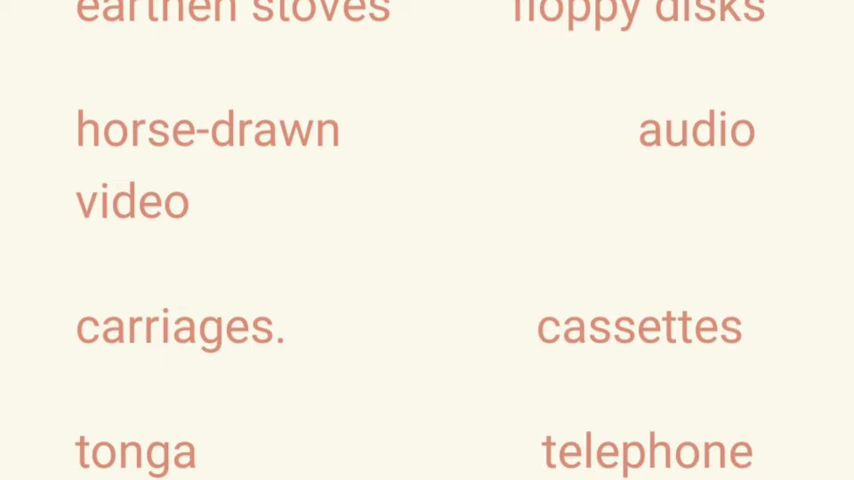 earthen stoves floppy disks
horse-drawn audio
video
carriages. cassettes
tonga telephone